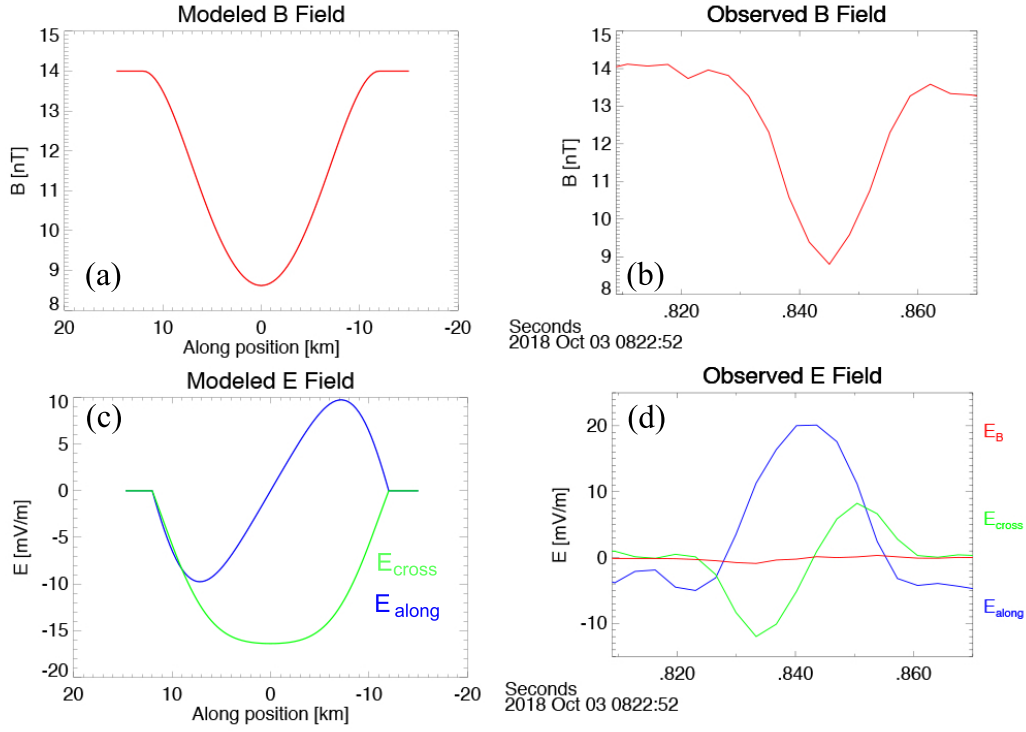 Modeled B Field
15
14
13
12
11
10
9
8
B [nT]
(a)
20
10
0
-10
-20
Along position [km]
Observed B Field
15
14
13
12
11
10
9
8
B [nT]
(b)
.820
.840
.860
Seconds
2018 Oct 03 0822:52
Modeled E Field
10
5
0
-5
-10
-15
-20
E [mV/m]
(c)
Ecross
E along
20
10
0
-10
-20
Along position [km]
Observed E Field
20
10
0
-10
E [mV/m]
(d)
EB
Ecross
Ealong
.820
.840
.860
Seconds
2018 Oct 03 0822:52